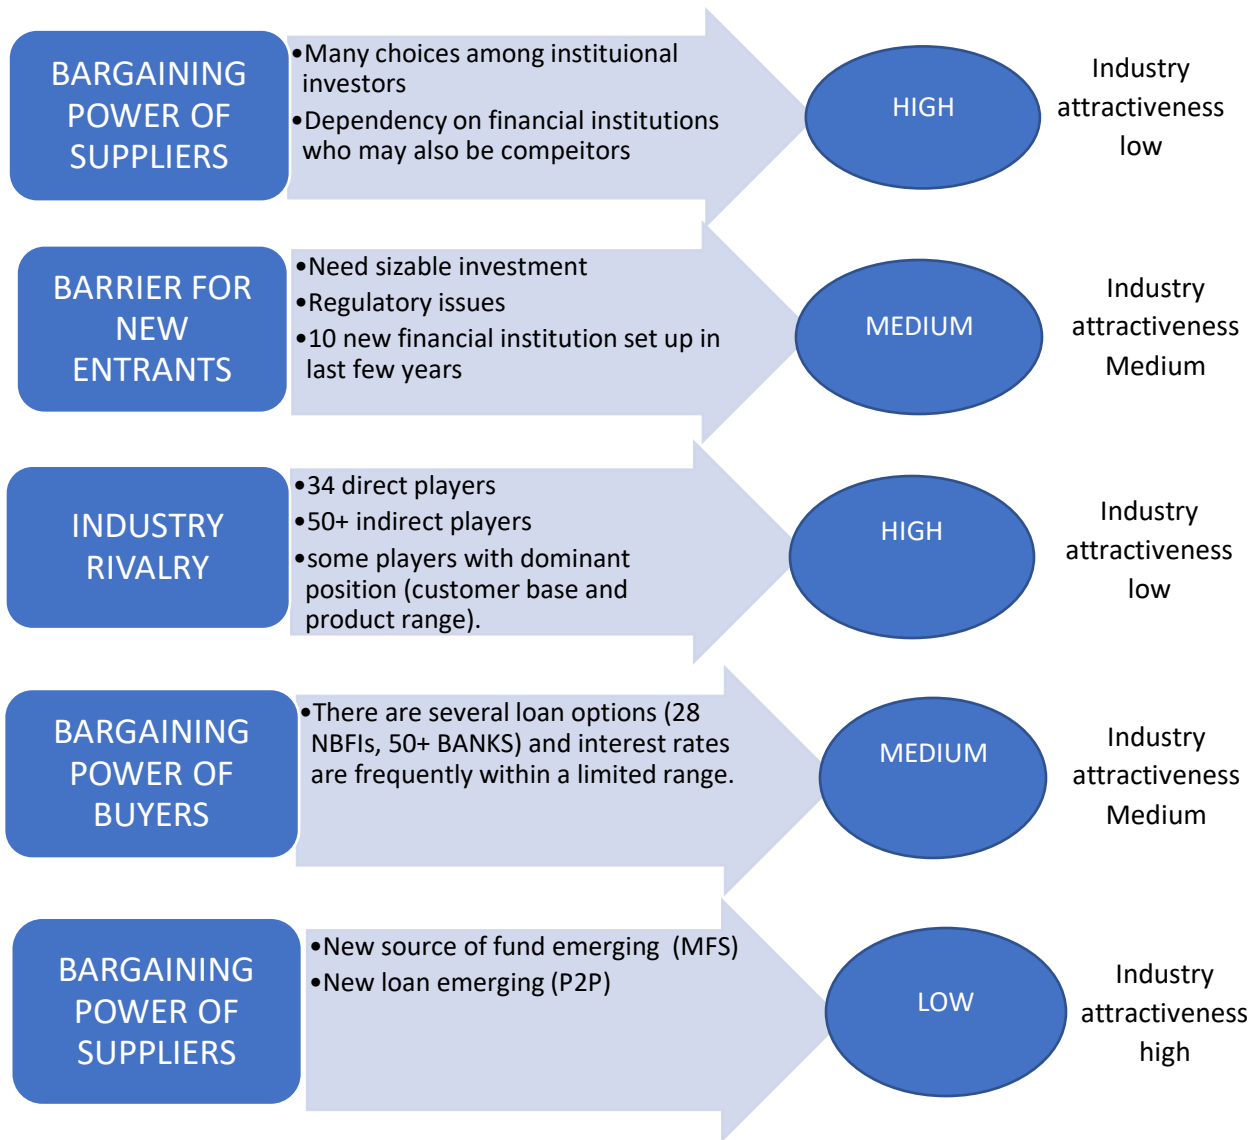 BARGAINING
POWER OF
SUPPLIERS
•Many choices among instituional
investors
•Dependency on financial institutions
who may also be compeitors
HIGH
Industry
attractiveness
low
BARRIER FOR
NEW
ENTRANTS
•Need sizable investment
•Regulatory issues
•10 new financial institution set up in
last few years
MEDIUM
Industry
attractiveness
Medium
INDUSTRY
RIVALRY
•34 direct players
•50+ indirect players
•some players with dominant
position (customer base and
product range).
HIGH
Industry
attractiveness
low
BARGAINING
POWER OF
BUYERS
•There are several loan options (28
NBFIs, 50+ BANKS) and interest rates
are frequently within a limited range.
MEDIUM
Industry
attractiveness
Medium
BARGAINING
POWER OF
SUPPLIERS
•New source of fund emerging (MFS)
•New loan emerging (P2P)
LOW
Industry
attractiveness
high